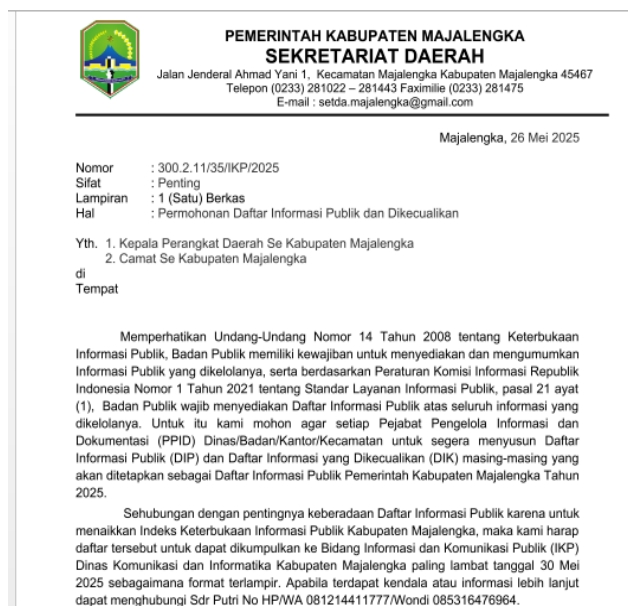 PEMERINTAH KABUPATEN MAJALENGKA
SEKRETARIAT DAERAH
Jalan Jenderal Ahmad Yani 1, Kecamatan Majalengka Kabupaten Majalengka 45467
Telepon (0233) 281022 – 281443 Faximilie (0233) 281475
E-mail : setda.majalengka@gmail.com
Majalengka, 26 Mei 2025
Nomor : 300.2.11/35/IKP/2025
Sifat : Penting
Lampiran : 1 (Satu) Berkas
Hal : Permohonan Daftar Informasi Publik dan Dikecualikan
Yth. 1. Kepala Perangkat Daerah Se Kabupaten Majalengka
2. Camat Se Kabupaten Majalengka
di
Tempat
Memperhatikan Undang-Undang Nomor 14 Tahun 2008 tentang Keterbukaan
Informasi Publik, Badan Publik memiliki kewajiban untuk menyediakan dan mengumumkan
Informasi Publik yang dikelolanya, serta berdasarkan Peraturan Komisi Informasi Republik
Indonesia Nomor 1 Tahun 2021 tentang Standar Layanan Informasi Publik, pasal 21 ayat
(1), Badan Publik wajib menyediakan Daftar Informasi Publik atas seluruh informasi yang
dikelolanya. Untuk itu kami mohon agar setiap Pejabat Pengelola Informasi dan
Dokumentasi (PPID) Dinas/Badan/Kantor/Kecamatan untuk segera menyusun Daftar
Informasi Publik (DIP) dan Daftar Informasi yang Dikecualikan (DIK) masing-masing yang
akan ditetapkan sebagai Daftar Informasi Publik Pemerintah Kabupaten Majalengka Tahun
2025.
Sehubungan dengan pentingnya keberadaan Daftar Informasi Publik karena untuk
menaikkan Indeks Keterbukaan Informasi Publik Kabupaten Majalengka, maka kami harap
daftar tersebut untuk dapat dikumpulkan ke Bidang Informasi dan Komunikasi Publik (IKP)
Dinas Komunikasi dan Informatika Kabupaten Majalengka paling lambat tanggal 30 Mei
2025 sebagaimana format terlampir. Apabila terdapat kendala atau informasi lebih lanjut
dapat menghubungi Sdr Putri No HP/WA 081214411777/Wondi 085316476964.